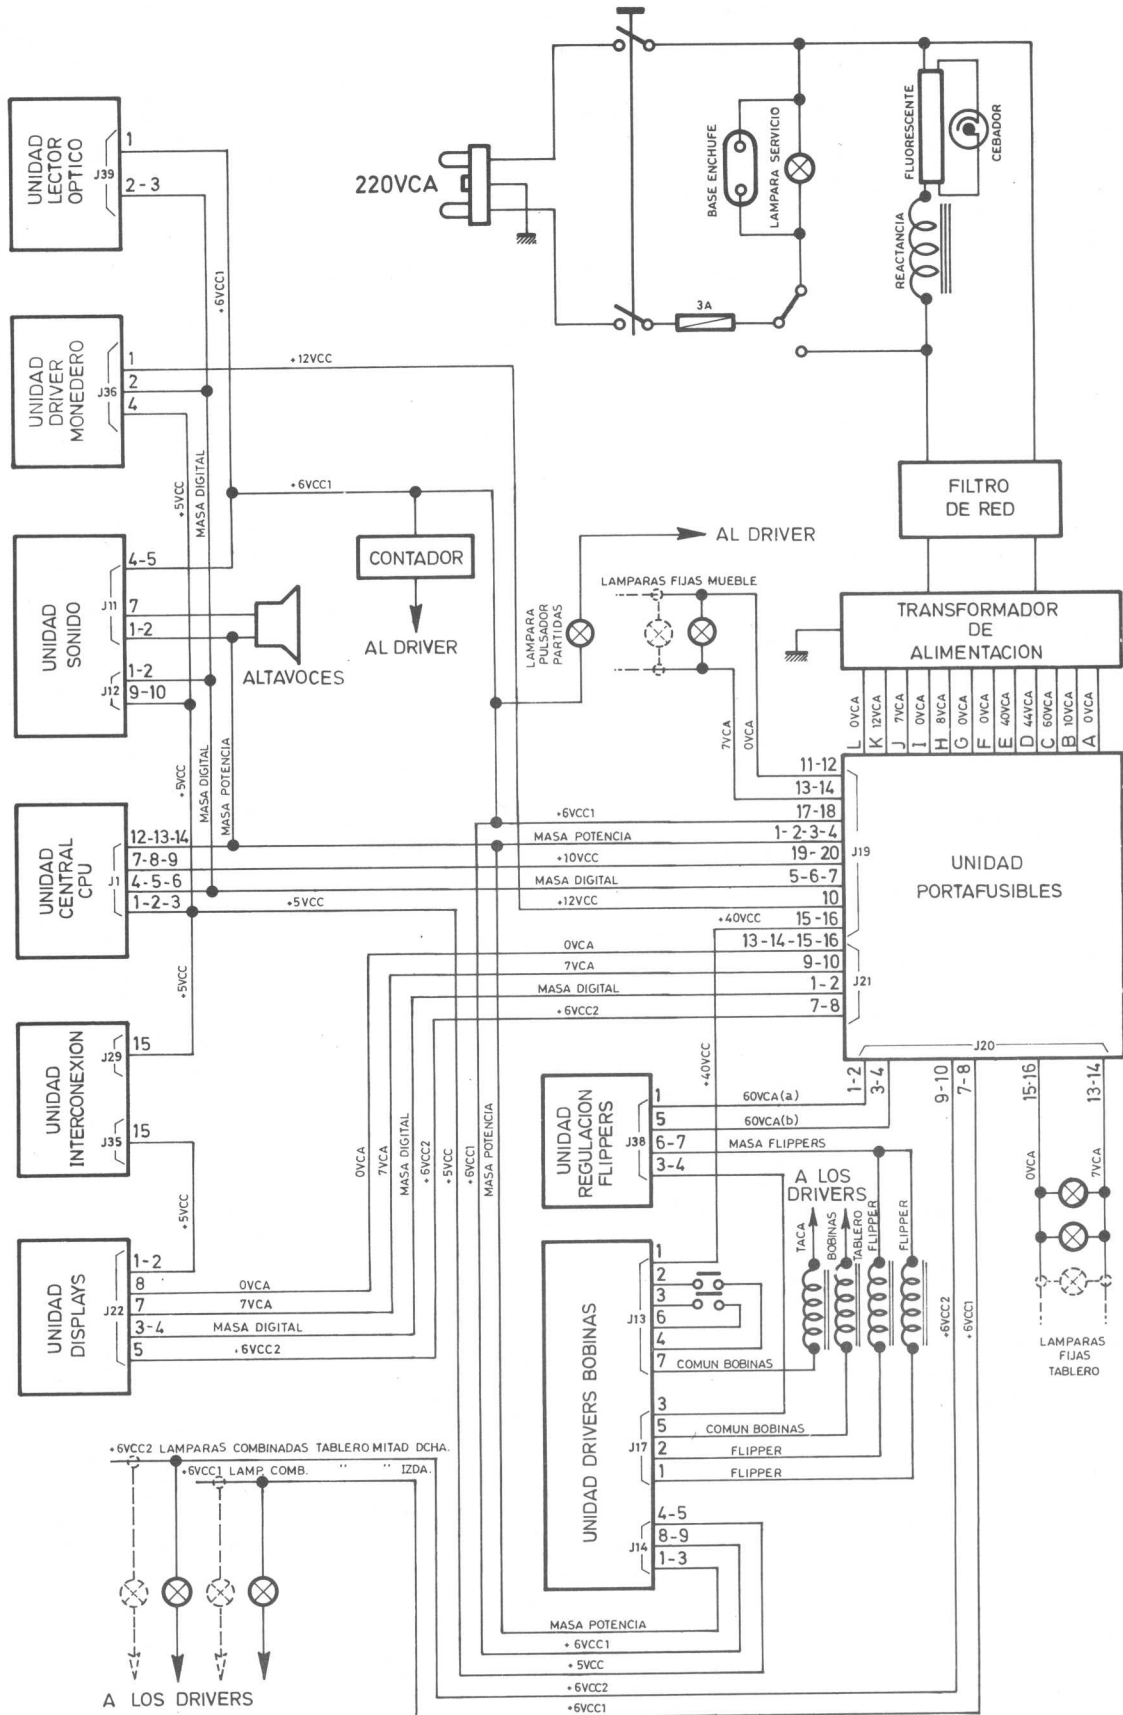 220VCA
BASE ENCHUFE
LAMPARA SERVICIO
FLUORESCENTE
CEBADOR
REACTANCIA
3A
UNIDAD
LECTOR
OPTICO
J39
1
2-3
+6VCC1
UNIDAD
DRIVER
MONEDERO
J36
1
2
4
+12VCC
+5VCC
MASA DIGITAL
+6VCC1
FILTRO
DE RED
CONTADOR
AL DRIVER
AL DRIVER
UNIDAD
SONIDO
J11
4-5
7
1-2
J12
1-2
9-10
ALTAVOCES
LAMPARA
PULSADOR
PARTIDAS
LAMPARAS FIJAS MUEBLE
7VCA
0VCA
TRANSFORMADOR
DE
ALIMENTACION
L 0VCA
K 12VCA
J 7VCA
I 0VCA
H 8VCA
G 0VCA
F 0VCA
E 40VCA
D 44VCA
C 60VCA
B 10VCA
A 0VCA
+5VCC
MASA DIGITAL
MASA POTENCIA
UNIDAD
CENTRAL
CPU
J1
12-13-14
7-8-9
4-5-6
1-2-3
+5VCC
+6VCC1
MASA POTENCIA
+10VCC
MASA DIGITAL
+12VCC
+40VCC
0VCA
7VCA
MASA DIGITAL
+6VCC2
11-12
13-14
17-18
1-2-3-4
19-20
5-6-7
10
15-16
J19
13-14-15-16
9-10
1-2
7-8
J21
UNIDAD
PORTAFUSIBLES
J20
1-2
3-4
9-10
7-8
15-16
13-14
+5VCC
UNIDAD
INTERCONEXION
J29
15
J35
15
+5VCC
0VCA
7VCA
MASA DIGITAL
+6VCC2
+5VCC
+6VCC1
MASA POTENCIA
+40VCC
UNIDAD
REGULACION
FLIPPERS
J38
1
5
6-7
3-4
60VCA(a)
60VCA(b)
MASA FLIPPERS
A LOS
DRIVERS
TACA
BOBINAS
TABLERO
FLIPPER
FLIPPER
0VCA
7VCA
LAMPARAS
FIJAS
TABLERO
+6VCC2
+6VCC1
UNIDAD
DISPLAYS
J22
1-2
8
7
3-4
5
0VCA
7VCA
MASA DIGITAL
+6VCC2
UNIDAD DRIVERS BOBINAS
J13
1
2
3
6
4
7
COMUN BOBINAS
J17
3
5
2
1
COMUN BOBINAS
FLIPPER
FLIPPER
J14
4-5
8-9
1-3
+6VCC2 LAMPARAS COMBINADAS TABLERO MITAD DCHA.
+6VCC1 LAMP. COMB. " " IZDA.
A LOS DRIVERS
MASA POTENCIA
+6VCC1
+5VCC
+6VCC2
+6VCC1